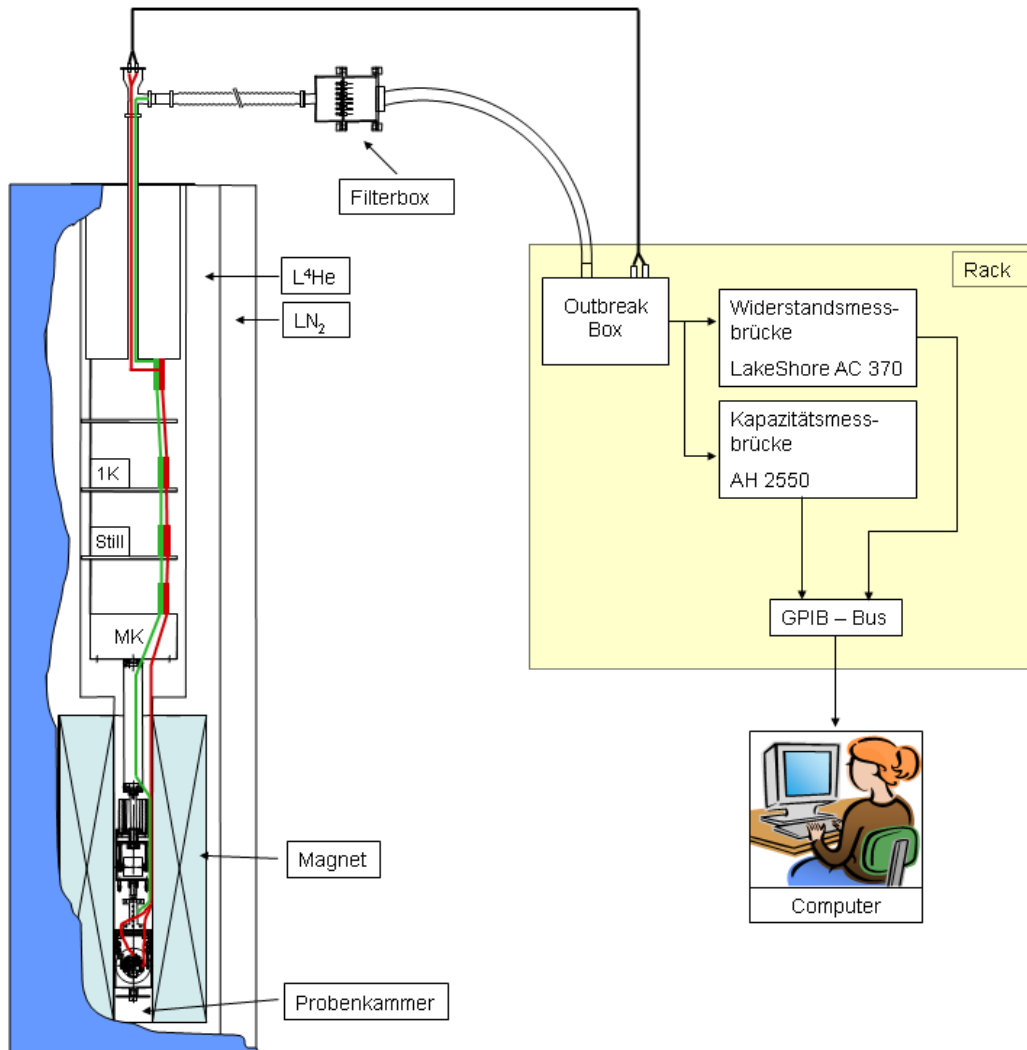 Filterbox
L⁴He
LN₂
Rack
Outbreak
Box
Widerstandsmess-
brücke
LakeShore AC 370
Kapazitätsmess-
brücke
AH 2550
1K
Still
MK
GPIB – Bus
Magnet
Computer
Probenkammer